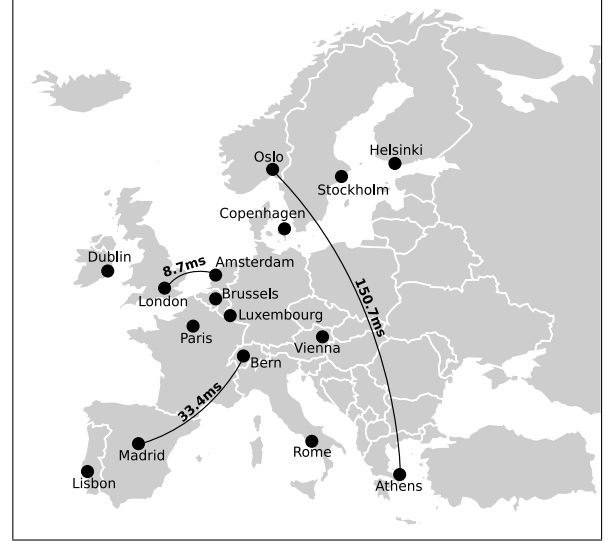 Helsinki
Oslo
Stockholm
Copenhagen
Dublin
8.7ms
Amsterdam
London
Brussels
150.7ms
Luxembourg
Paris
Vienna
Bern
33.4ms
Madrid
Rome
Lisbon
Athens